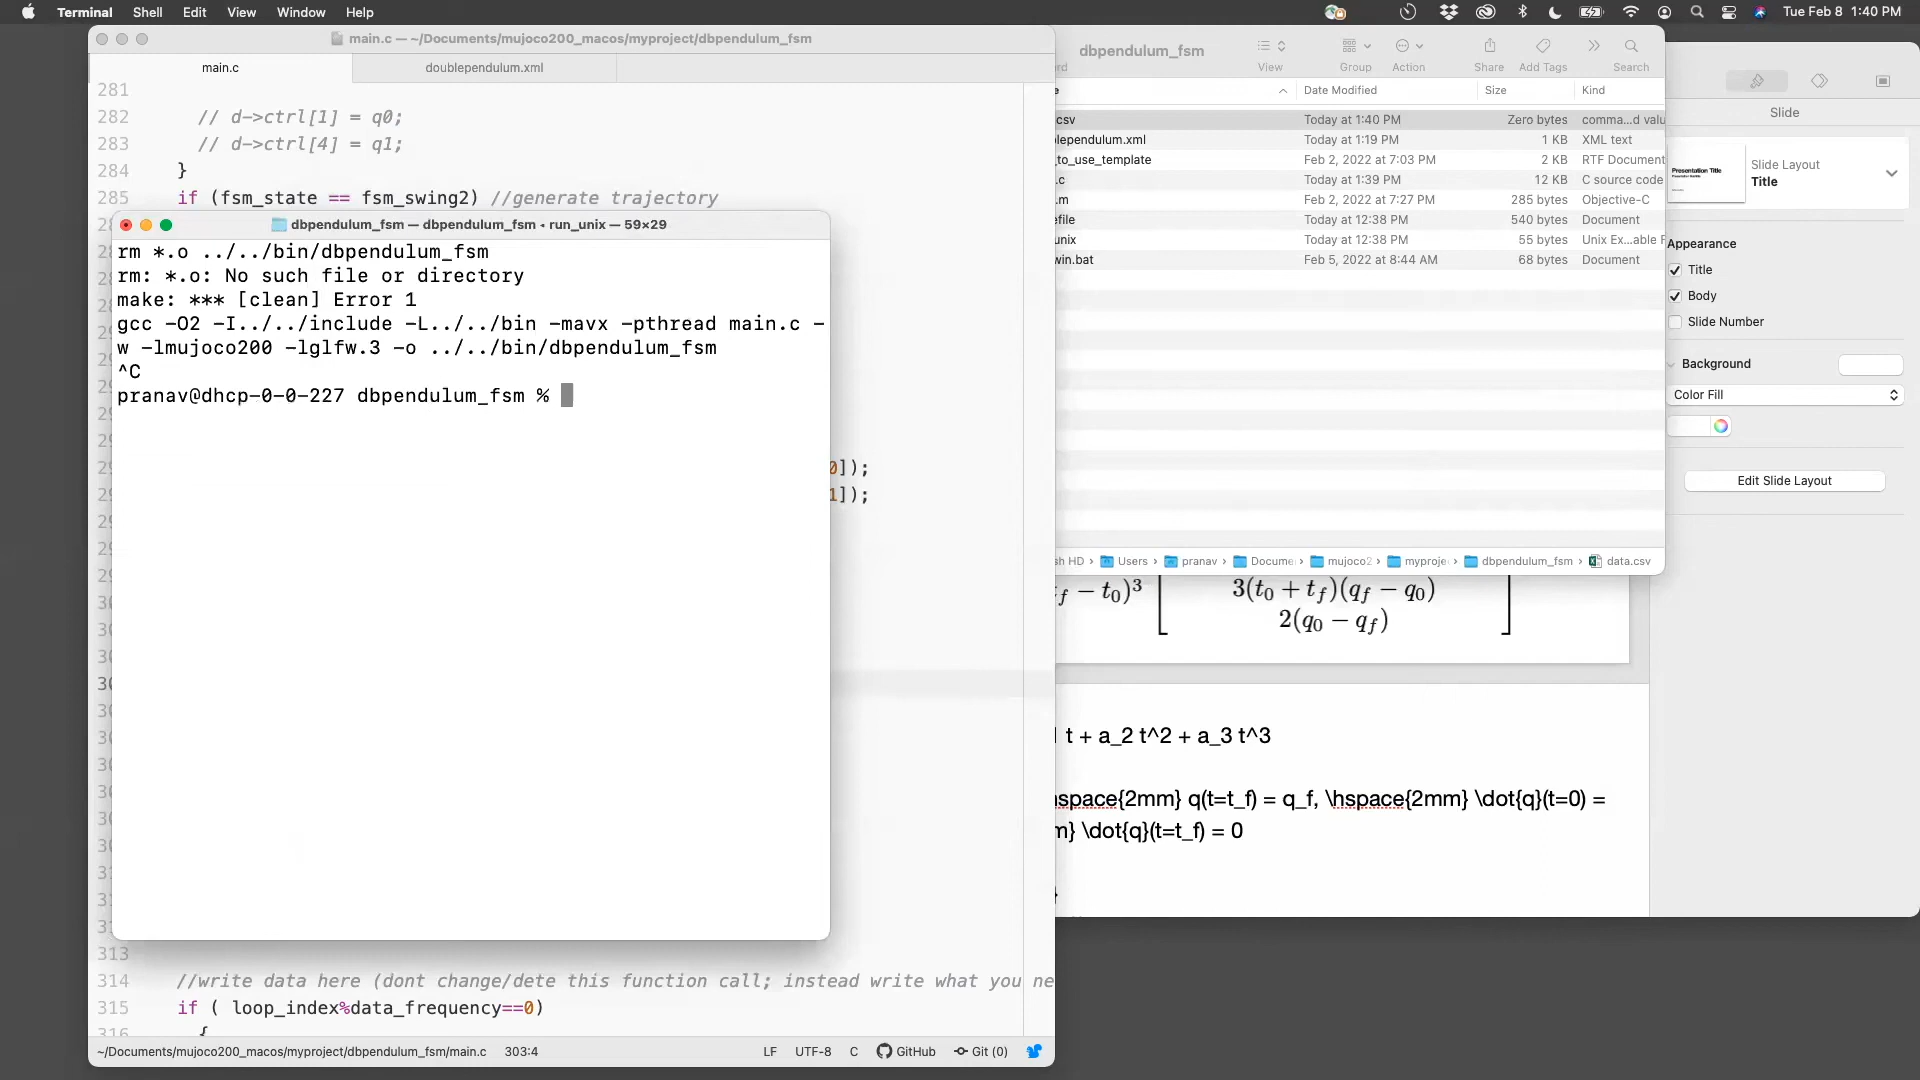 Terminal Shell Edit View Window Help Tue Feb 8 1:40 PM
main.c — ~/Documents/mujoco200_macos/myproject/dbpendulum_fsm
main.c doublependulum.xml
281
282 // d->ctrl[1] = q0;
283 // d->ctrl[4] = q1;
284 }
285 if (fsm_state == fsm_swing2) //generate trajectory
dbpendulum_fsm — dbpendulum_fsm • run_unix — 59×29
rm *.o ../../bin/dbpendulum_fsm
rm: *.o: No such file or directory
make: *** [clean] Error 1
gcc -O2 -I../../include -L../../bin -mavx -pthread main.c -
w -lmujoco200 -lglfw.3 -o ../../bin/dbpendulum_fsm
^C
pranav@dhcp-0-0-227 dbpendulum_fsm %
0]);
1]);
313
314 //write data here (dont change/dete this function call; instead write what you ne
315 if ( loop_index%data_frequency==0)
316 {
~/Documents/mujoco200_macos/myproject/dbpendulum_fsm/main.c 303:4 LF UTF-8 C GitHub Git (0)
dbpendulum_fsm
View Group Action Share Add Tags Search
Date Modified Size Kind
csv Today at 1:40 PM Zero bytes comma...d valu
lependulum.xml Today at 1:19 PM 1 KB XML text
_to_use_template Feb 2, 2022 at 7:03 PM 2 KB RTF Document
.c Today at 1:39 PM 12 KB C source code
.m Feb 2, 2022 at 7:27 PM 285 bytes Objective-C
efile Today at 12:38 PM 540 bytes Document
unix Today at 12:38 PM 55 bytes Unix Ex...able F
win.bat Feb 5, 2022 at 8:44 AM 68 bytes Document
sh HD › Users › pranav › Docume › mujoco2 › myproje › dbpendulum_fsm › data.csv
f − t0)³ 3(t0 + tf)(qf − q0)
2(q0 − qf)
t + a_2 t^2 + a_3 t^3
space{2mm} q(t=t_f) = q_f, \hspace{2mm} \dot{q}(t=0) =
m} \dot{q}(t=t_f) = 0
}
Slide
Presentation Title
Slide Layout
Title
Appearance
Title
Body
Slide Number
Background
Color Fill
Edit Slide Layout